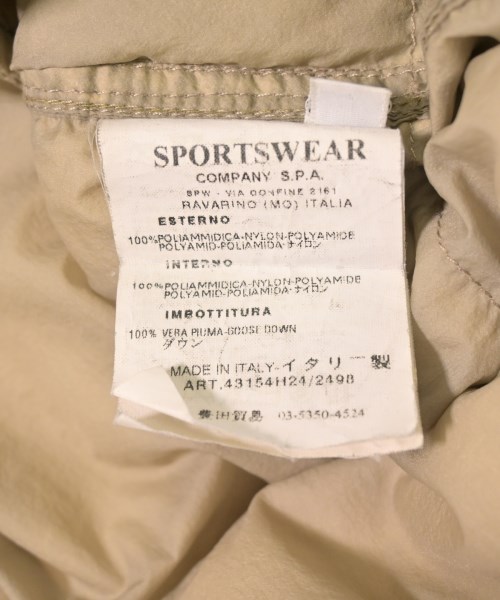 SPORTSWEAR
COMPANY S.P.A.
SPW - VIA CONFINE 2161
RAVARINO (MO) ITALIA
ESTERNO
100%POLIAMMIDICA-NYLON-POLYAMIDE
POLYAMID-POLIAMIDA-ナイロン
INTERNO
100%POLIAMMIDICA-NYLON-POLYAMIDE
POLYAMID-POLIAMIDA-ナイロン
IMBOTTITURA
100% VERA PIUMA-GOOSE DOWN
ダウン
MADE IN ITALY-イタリー製
ART.43154H24/2498
03-5350-4524